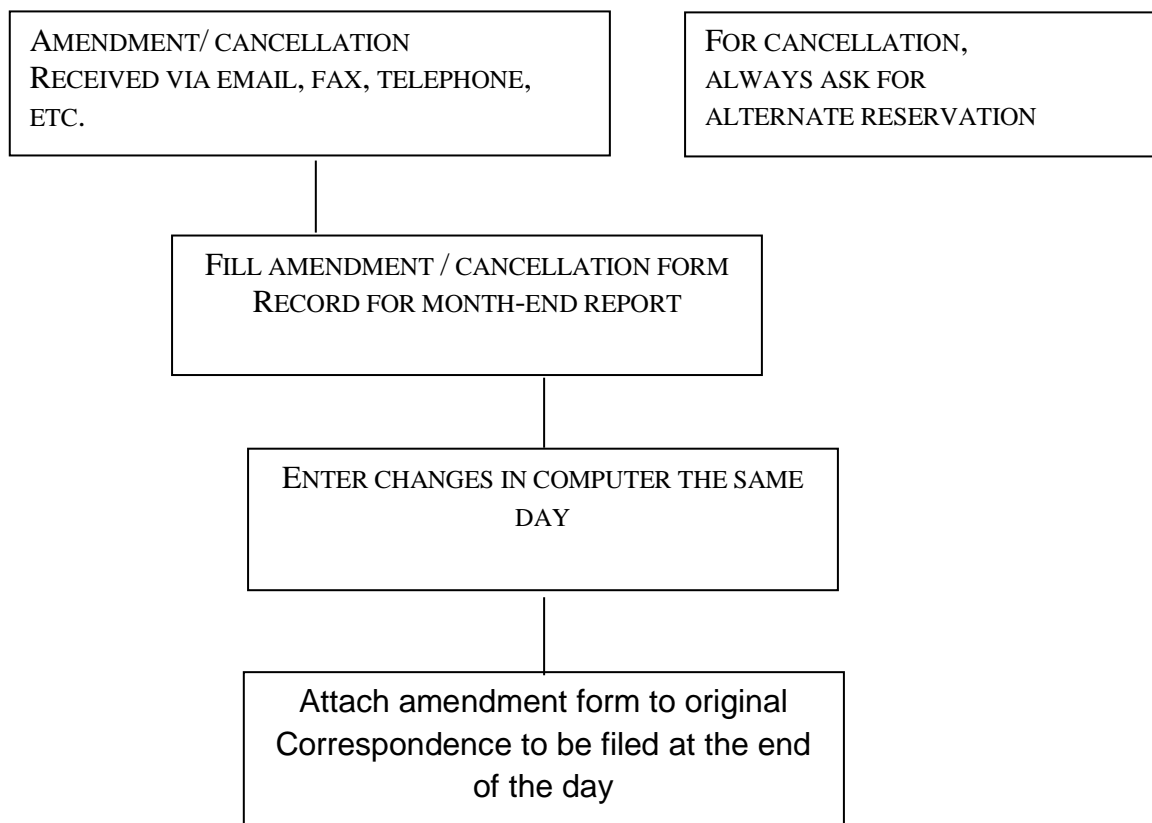 AMENDMENT/ CANCELLATION
RECEIVED VIA EMAIL, FAX, TELEPHONE,
ETC.
FOR CANCELLATION,
ALWAYS ASK FOR
ALTERNATE RESERVATION
FILL AMENDMENT / CANCELLATION FORM
RECORD FOR MONTH-END REPORT
ENTER CHANGES IN COMPUTER THE SAME
DAY
Attach amendment form to original
Correspondence to be filed at the end
of the day